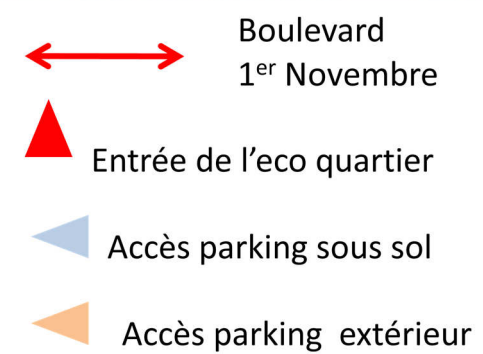 Boulevard
1er Novembre
Entrée de l’eco quartier
Accès parking sous sol
Accès parking extérieur